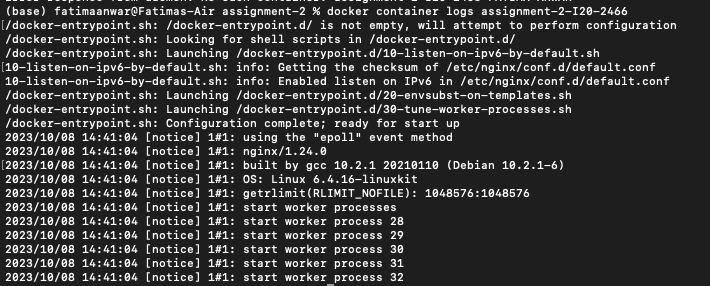 (base) fatimaanwar@Fatimas-Air assignment-2 % docker container logs assignment-2-I20-2466
/docker-entrypoint.sh: /docker-entrypoint.d/ is not empty, will attempt to perform configuration
/docker-entrypoint.sh: Looking for shell scripts in /docker-entrypoint.d/
/docker-entrypoint.sh: Launching /docker-entrypoint.d/10-listen-on-ipv6-by-default.sh
10-listen-on-ipv6-by-default.sh: info: Getting the checksum of /etc/nginx/conf.d/default.conf
10-listen-on-ipv6-by-default.sh: info: Enabled listen on IPv6 in /etc/nginx/conf.d/default.conf
/docker-entrypoint.sh: Launching /docker-entrypoint.d/20-envsubst-on-templates.sh
/docker-entrypoint.sh: Launching /docker-entrypoint.d/30-tune-worker-processes.sh
/docker-entrypoint.sh: Configuration complete; ready for start up
2023/10/08 14:41:04 [notice] 1#1: using the "epoll" event method
2023/10/08 14:41:04 [notice] 1#1: nginx/1.24.0
2023/10/08 14:41:04 [notice] 1#1: built by gcc 10.2.1 20210110 (Debian 10.2.1-6)
2023/10/08 14:41:04 [notice] 1#1: OS: Linux 6.4.16-linuxkit
2023/10/08 14:41:04 [notice] 1#1: getrlimit(RLIMIT_NOFILE): 1048576:1048576
2023/10/08 14:41:04 [notice] 1#1: start worker processes
2023/10/08 14:41:04 [notice] 1#1: start worker process 28
2023/10/08 14:41:04 [notice] 1#1: start worker process 29
2023/10/08 14:41:04 [notice] 1#1: start worker process 30
2023/10/08 14:41:04 [notice] 1#1: start worker process 31
2023/10/08 14:41:04 [notice] 1#1: start worker process 32